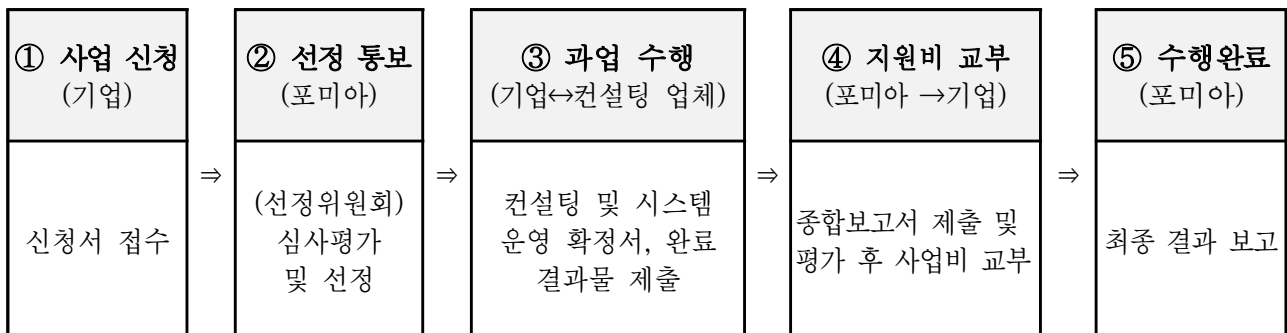 ① 사업 신청
(기업)
신청서 접수
⇒
② 선정 통보
(포미아)
(선정위원회)
심사평가
및 선정
⇒
③ 과업 수행
(기업↔컨설팅 업체)
컨설팅 및 시스템
운영 확정서, 완료
결과물 제출
⇒
④ 지원비 교부
(포미아 →기업)
종합보고서 제출 및
평가 후 사업비 교부
⇒
⑤ 수행완료
(포미아)
최종 결과 보고